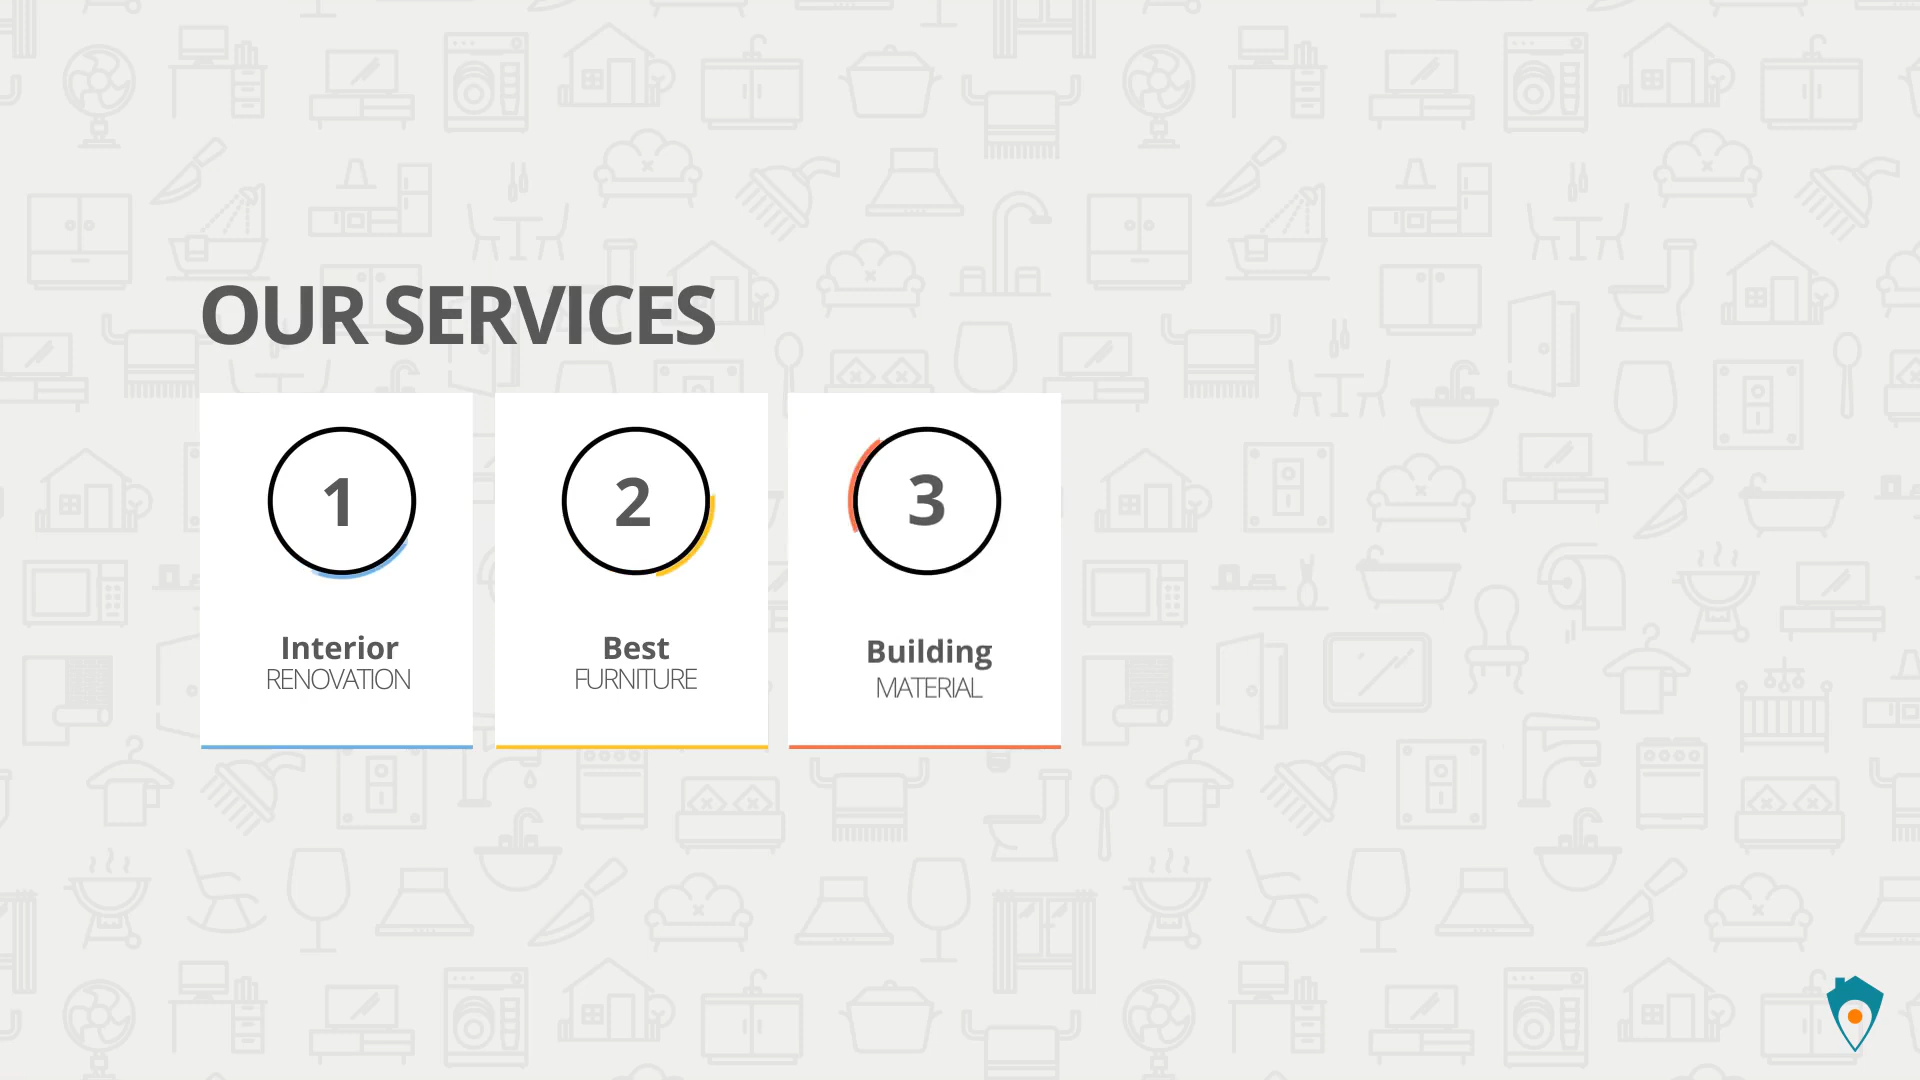 OUR SERVICES
1
Interior
RENOVATION
2
Best
FURNITURE
3
Building
MATERIAL